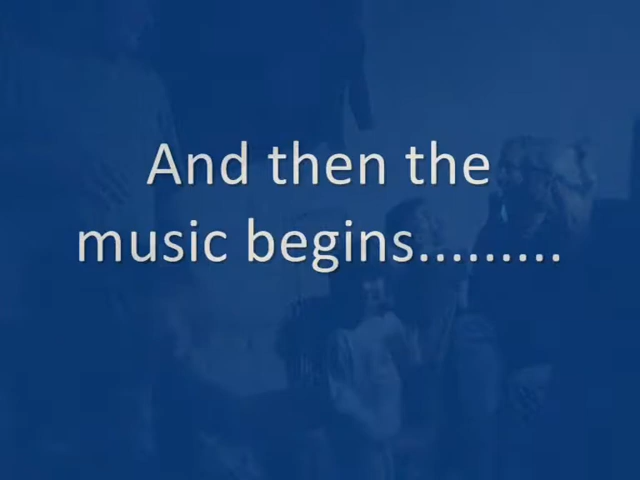 And then the
music begins.........